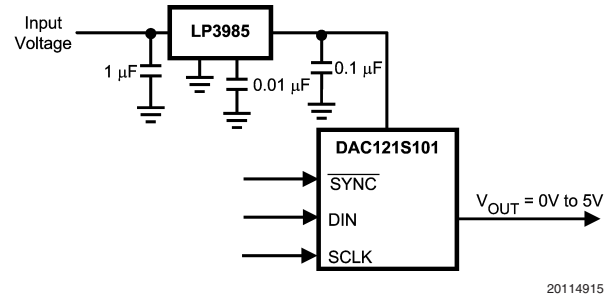 Input
Voltage
LP3985
1 μF
0.01 μF
0.1 μF
DAC121S101
SYNC
DIN
SCLK
VOUT = 0V to 5V
20114915